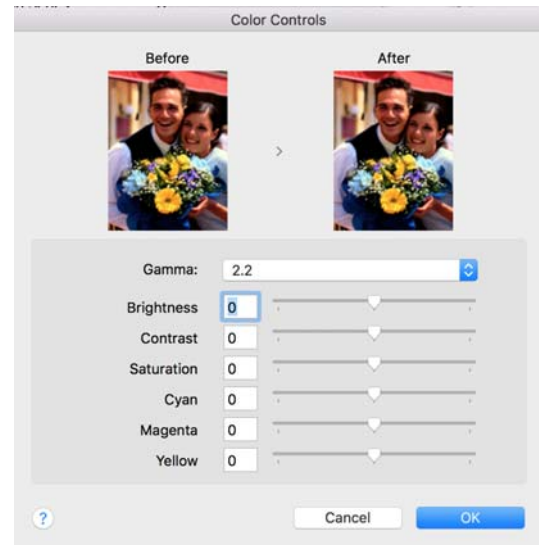 Color Controls
Before After
>
Gamma: 2.2
Brightness 0
Contrast 0
Saturation 0
Cyan 0
Magenta 0
Yellow 0
? Cancel OK